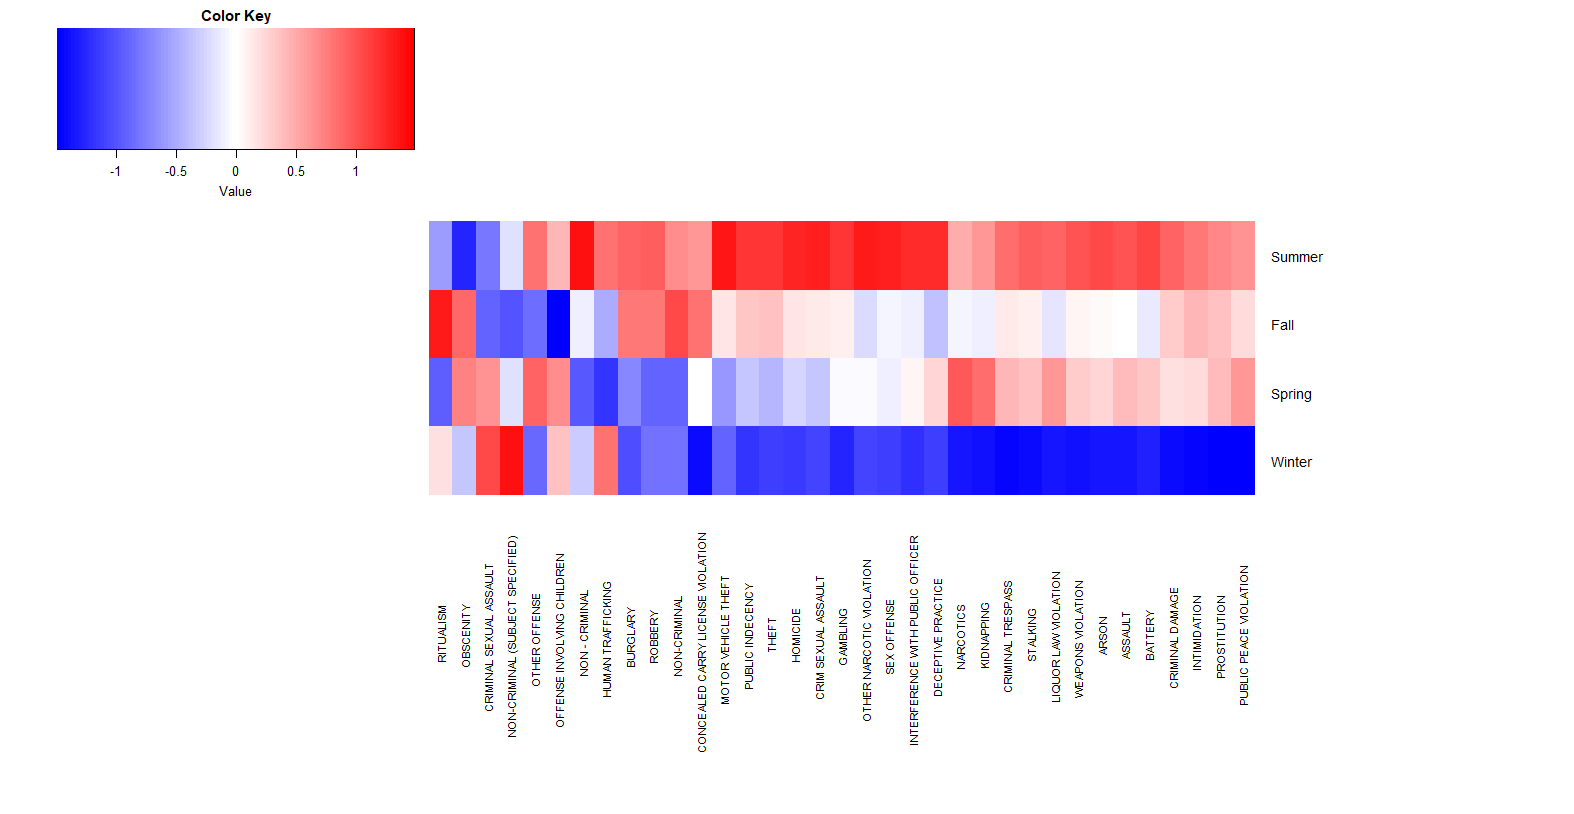 Color Key
-1 -0.5 0 0.5 1
Value
Summer
Fall
Spring
Winter
RITUALISM
OBSCENITY
CRIMINAL SEXUAL ASSAULT
NON-CRIMINAL (SUBJECT SPECIFIED)
OTHER OFFENSE
OFFENSE INVOLVING CHILDREN
NON - CRIMINAL
HUMAN TRAFFICKING
BURGLARY
ROBBERY
NON-CRIMINAL
CONCEALED CARRY LICENSE VIOLATION
MOTOR VEHICLE THEFT
PUBLIC INDECENCY
THEFT
HOMICIDE
CRIM SEXUAL ASSAULT
GAMBLING
OTHER NARCOTIC VIOLATION
SEX OFFENSE
INTERFERENCE WITH PUBLIC OFFICER
DECEPTIVE PRACTICE
NARCOTICS
KIDNAPPING
CRIMINAL TRESPASS
STALKING
LIQUOR LAW VIOLATION
WEAPONS VIOLATION
ARSON
ASSAULT
BATTERY
CRIMINAL DAMAGE
INTIMIDATION
PROSTITUTION
PUBLIC PEACE VIOLATION